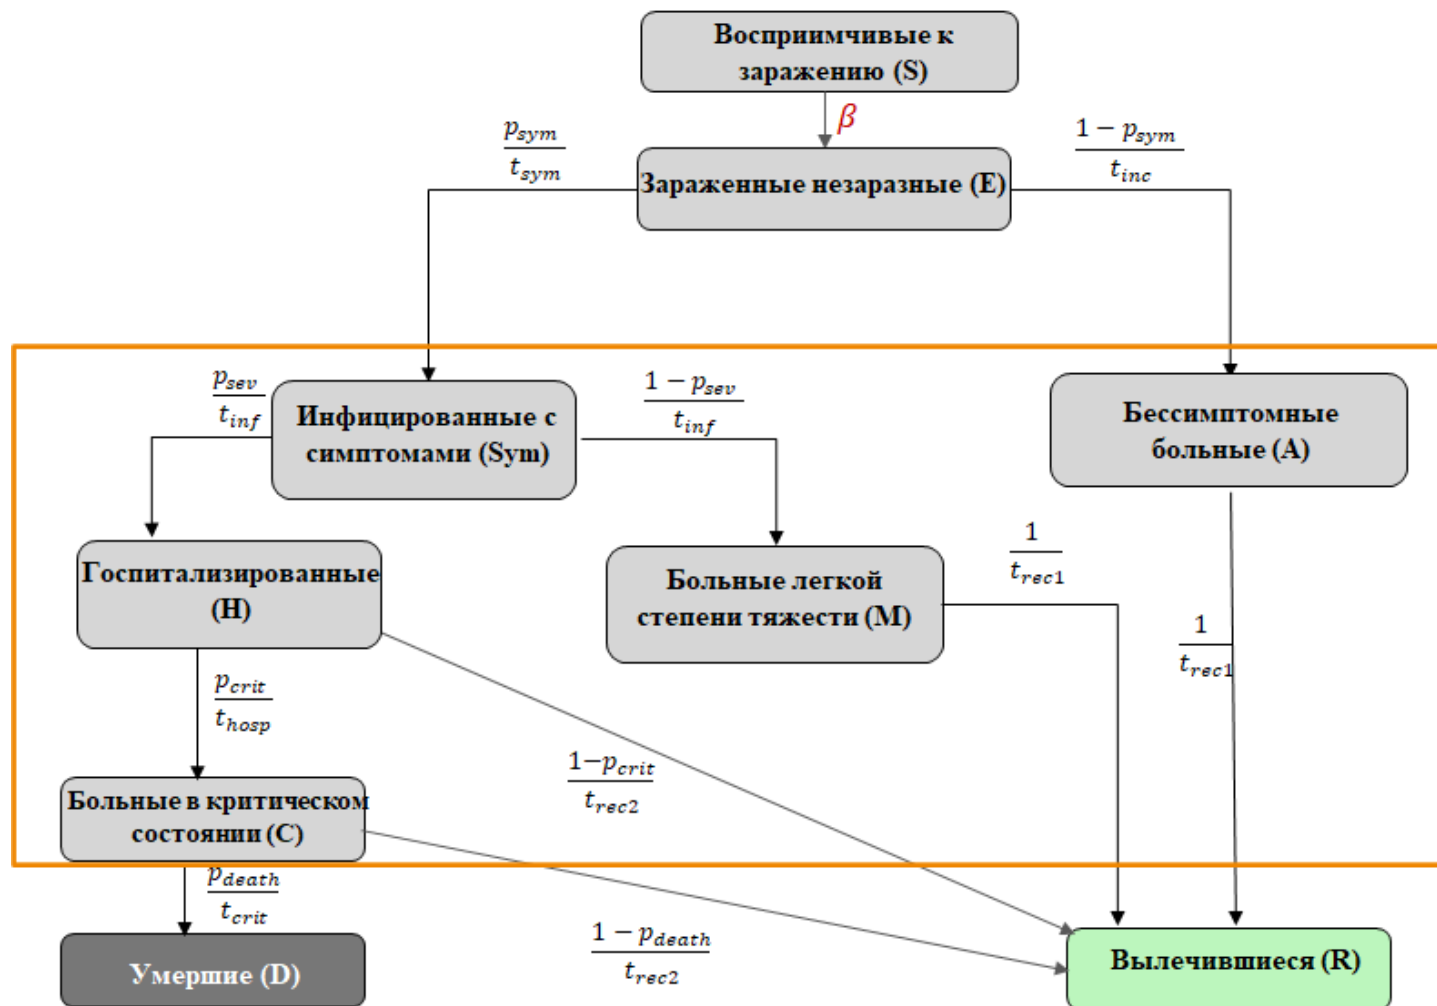 Восприимчивые к
заражению (S)
β
p_sym
t_sym
1 − p_sym
t_inc
Зараженные незаразные (E)
p_sev
t_inf
Инфицированные с
симптомами (Sym)
1 − p_sev
t_inf
Бессимптомные
больные (A)
Госпитализированные
(H)
Больные легкой
степени тяжести (M)
1
t_rec1
1
t_rec1
p_crit
t_hosp
1−p_crit
t_rec2
Больные в критическом
состоянии (C)
p_death
t_crit
1 − p_death
t_rec2
Умершие (D)
Вылечившиеся (R)